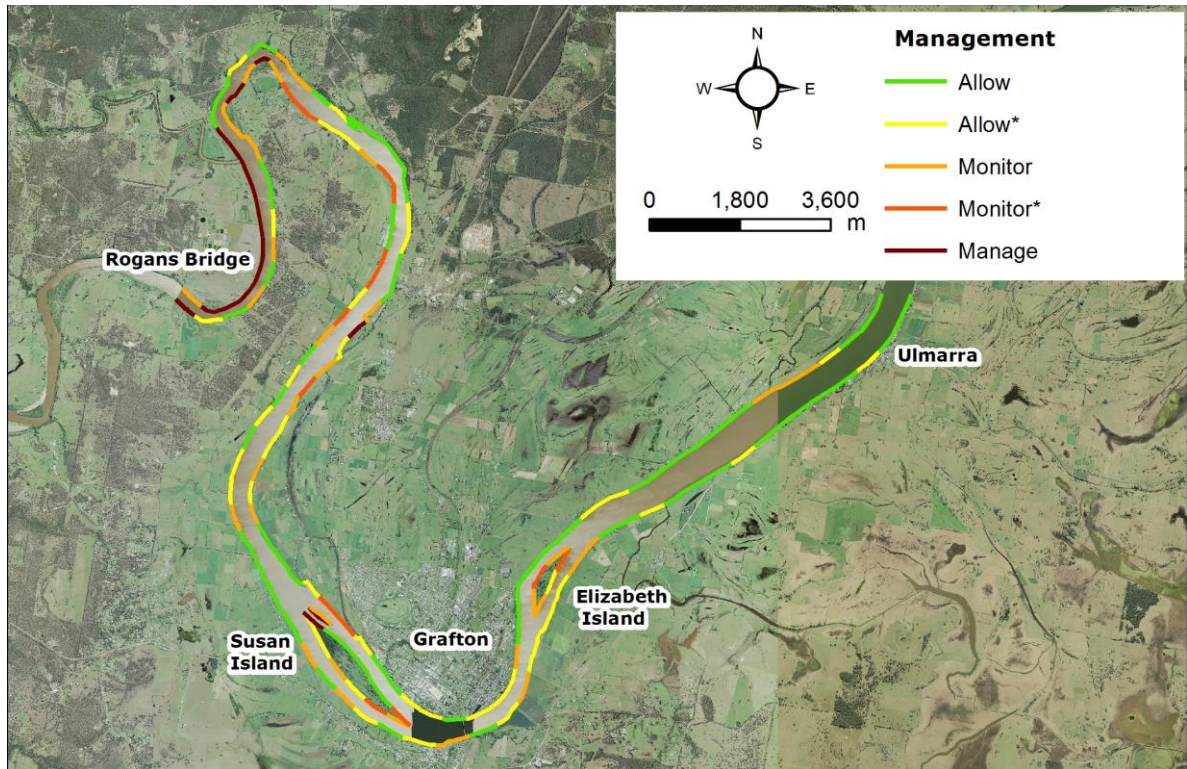 Management
N
W
E
S
0 1,800 3,600
m
Allow
Allow*
Monitor
Monitor*
Manage
Rogans Bridge
Ulmarra
Elizabeth
Island
Grafton
Susan
Island